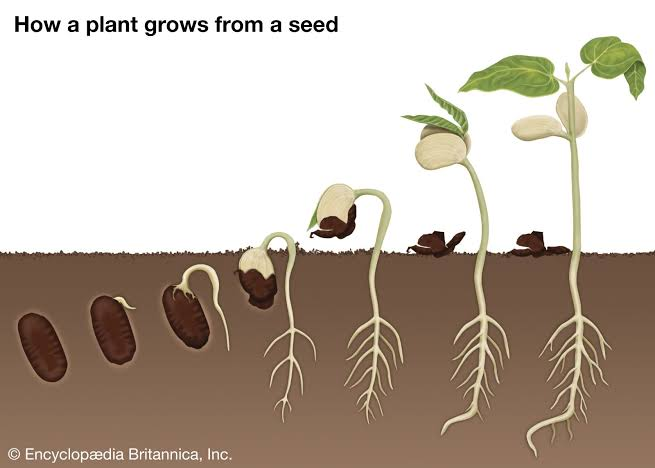 How a plant grows from a seed
© Encyclopædia Britannica, Inc.